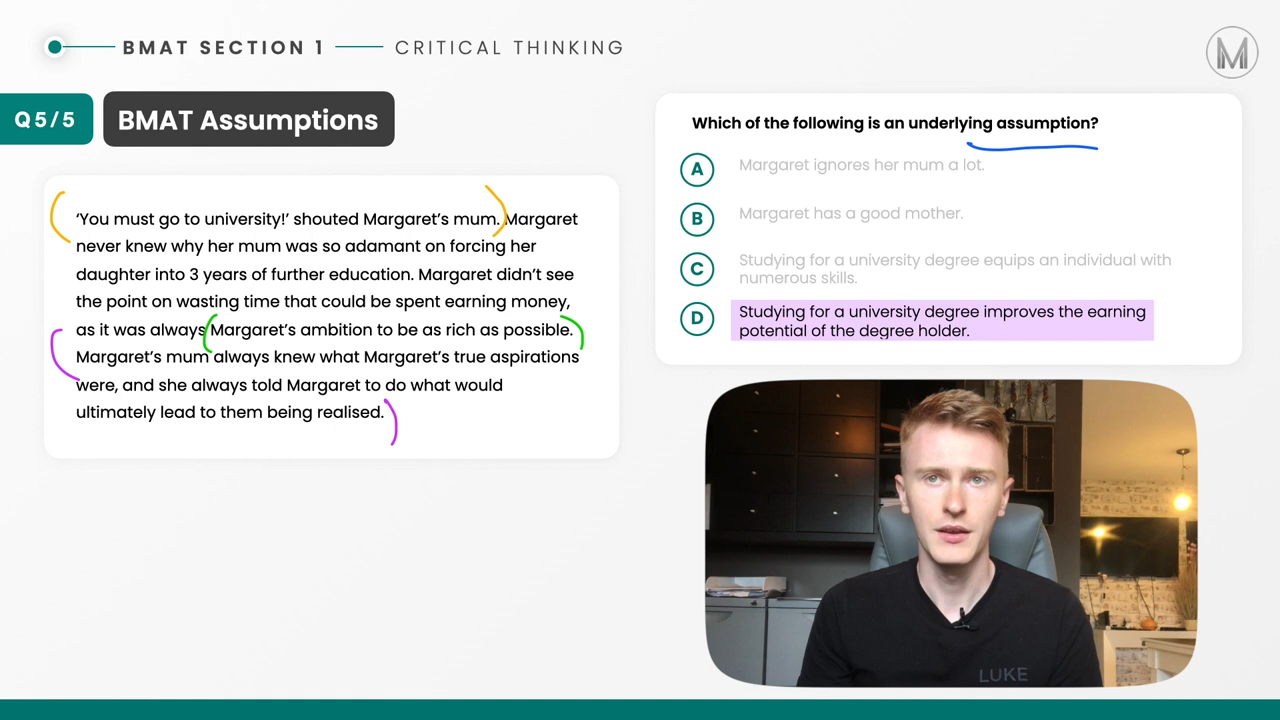 BMAT SECTION 1 CRITICAL THINKING
M
Q5/5
BMAT Assumptions
‘You must go to university!’ shouted Margaret’s mum. Margaret
never knew why her mum was so adamant on forcing her
daughter into 3 years of further education. Margaret didn’t see
the point on wasting time that could be spent earning money,
as it was always Margaret’s ambition to be as rich as possible.
Margaret’s mum always knew what Margaret’s true aspirations
were, and she always told Margaret to do what would
ultimately lead to them being realised.
Which of the following is an underlying assumption?
A Margaret ignores her mum a lot.
B Margaret has a good mother.
C Studying for a university degree equips an individual with
numerous skills.
D Studying for a university degree improves the earning
potential of the degree holder.
LUKE